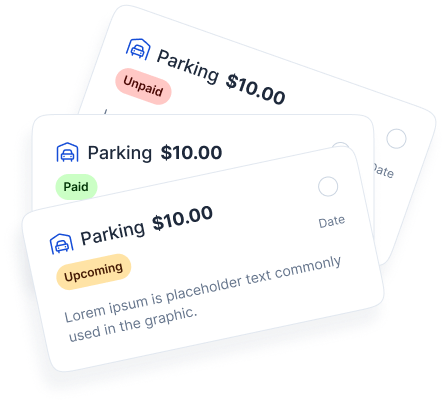 Parking $10.00
Unpaid
Parking $10.00
Paid
Parking $10.00
Upcoming
Date
Lorem ipsum is placeholder text commonly
used in the graphic.